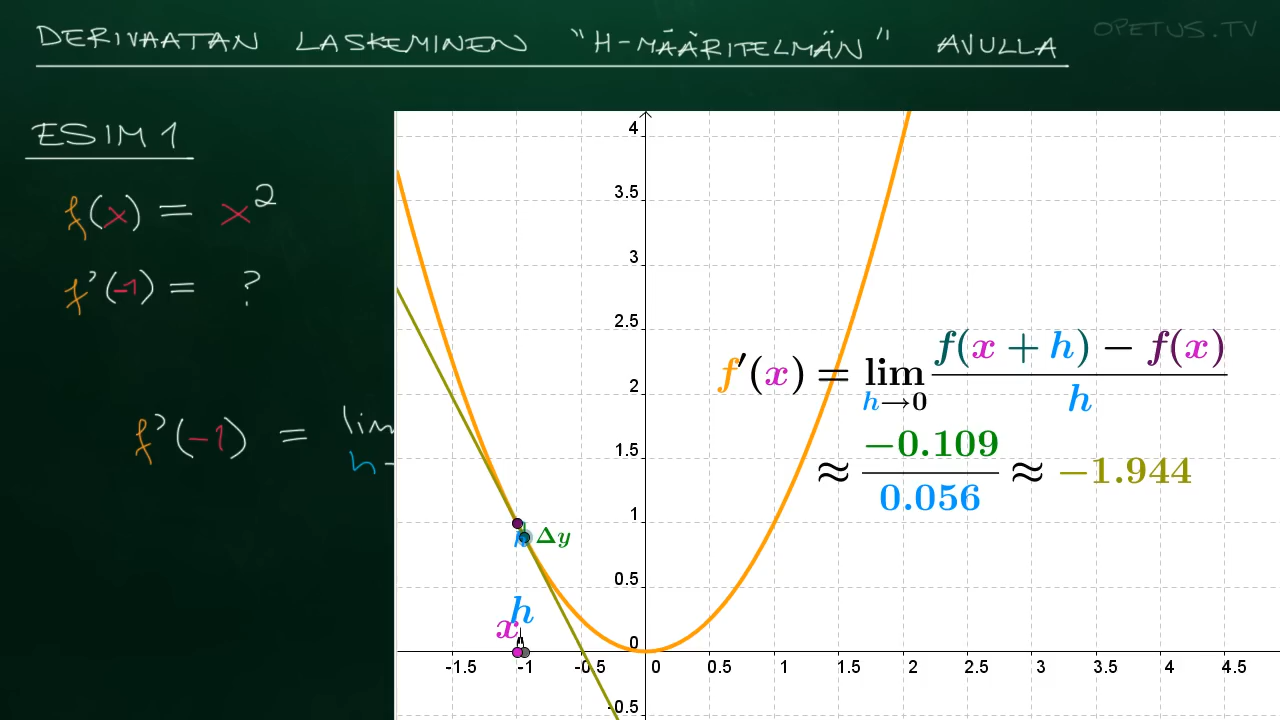 DERIVAATAN LASKEMINEN "H-MÄÄRITELMÄN" AVULLA
OPETUS.TV
ESIM 1
f(x) = x²
f'(-1) = ?
f'(-1) = lim
h
f'(x) = lim h→0 f(x + h) − f(x) / h
≈ −0.109 / 0.056 ≈ −1.944
4
3.5
3
2.5
2
1.5
1
0.5
0
-0.5
h Δy
h
x
-1.5 -1 -0.5 0 0.5 1 1.5 2 2.5 3 3.5 4 4.5